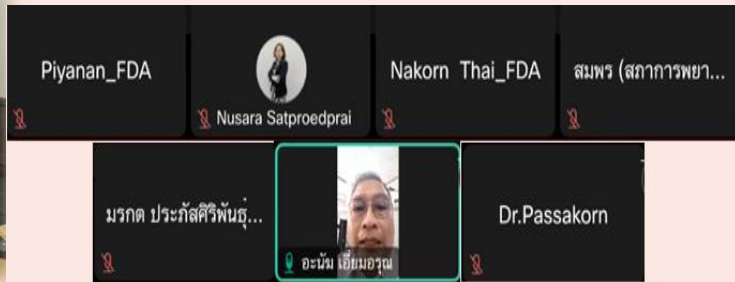 Piyanan_FDA
Nusara Satproedprai
Nakorn Thai_FDA
สมพร (สภาการพยา...
มรกต ประภัสศิริพันธุ์...
อะนัฆ เอี่ยมอรุณ
Dr.Passakorn